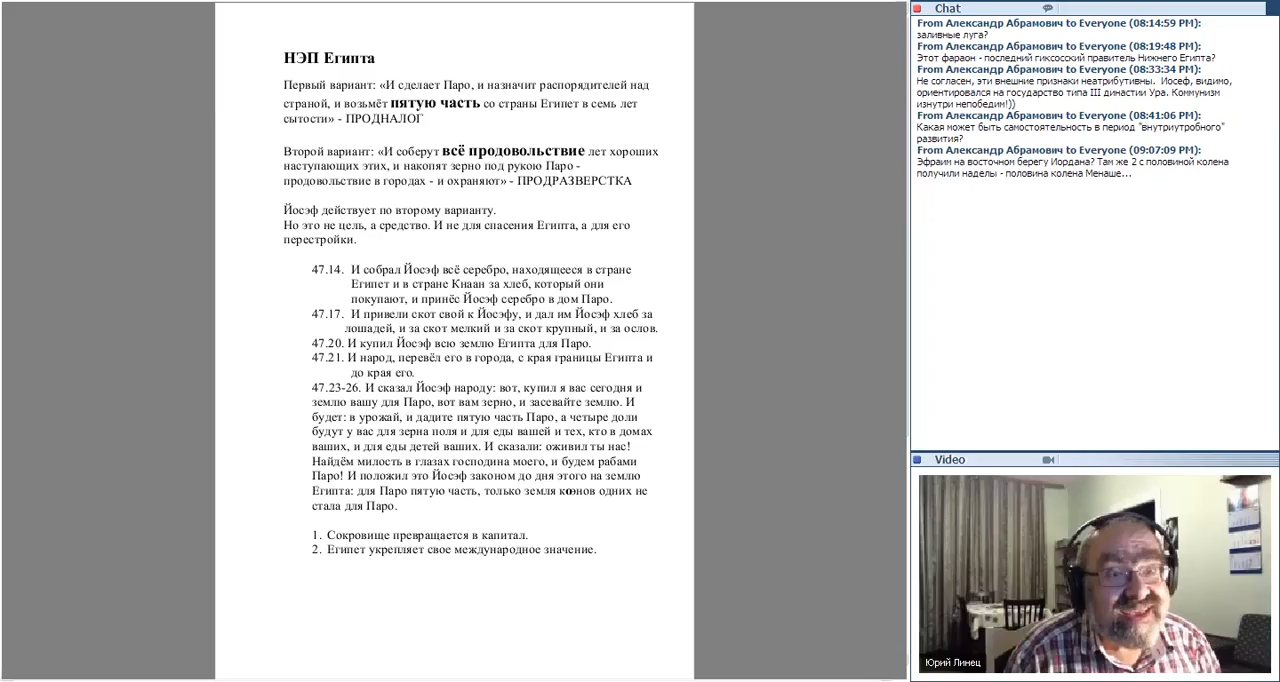 НЭП Египта
Первый вариант: «И сделает Паро, и назначит распорядителей над
страной, и возьмёт пятую часть со страны Египет в семь лет
сытости» - ПРОДНАЛОГ
Второй вариант: «И соберут всё продовольствие лет хороших
наступающих этих, и накопят зерно под рукою Паро -
продовольствие в городах - и охраняют» - ПРОДРАЗВЕРСТКА
Йосэф действует по второму варианту.
Но это не цель, а средство. И не для спасения Египта, а для его
перестройки.
47.14. И собрал Йосэф всё серебро, находящееся в стране
Египет и в стране Кнаан за хлеб, который они
покупают, и принёс Йосэф серебро в дом Паро.
47.17. И привели скот свой к Йосэфу, и дал им Йосэф хлеб за
лошадей, и за скот мелкий и за скот крупный, и за ослов.
47.20. И купил Йосэф всю землю Египта для Паро.
47.21. И народ, перевёл его в города, с края границы Египта и
до края его.
47.23-26. И сказал Йосэф народу: вот, купил я вас сегодня и
землю вашу для Паро, вот вам зерно, и засевайте землю. И
будет: в урожай, и дадите пятую часть Паро, а четыре доли
будут у вас для зерна поля и для еды вашей и тех, кто в домах
ваших, и для еды детей ваших. И сказали: оживил ты нас!
Найдём милость в глазах господина моего, и будем рабами
Паро! И положил это Йосэф законом до дня этого на землю
Египта: для Паро пятую часть, только земля коэнов одних не
стала для Паро.
1. Сокровище превращается в капитал.
2. Египет укрепляет свое международное значение.
Chat
From Александр Абрамович to Everyone (08:14:59 PM):
заливные луга?
From Александр Абрамович to Everyone (08:19:48 PM):
Этот фараон - последний гиксосский правитель Нижнего Египта?
From Александр Абрамович to Everyone (08:33:34 PM):
Не согласен, эти внешние признаки неатрибутивны. Иосеф, видимо,
ориентировался на государство типа III династии Ура. Коммунизм
изнутри непобедим!))
From Александр Абрамович to Everyone (08:41:06 PM):
Какая может быть самостоятельность в период "внутриутробного"
развития?
From Александр Абрамович to Everyone (09:07:09 PM):
Эфраим на восточном берегу Иордана? Там же 2 с половиной колена
получили наделы - половина колена Менаше...
Video
Юрий Линец